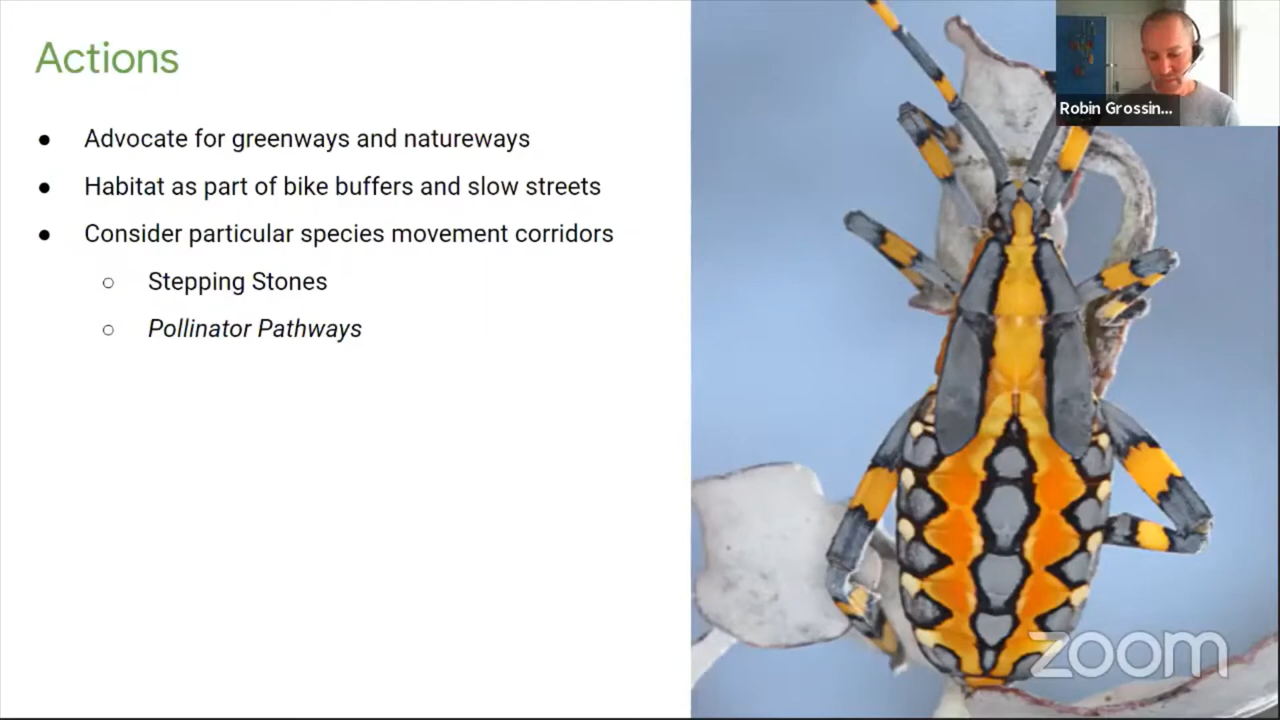 Actions
● Advocate for greenways and natureways
● Habitat as part of bike buffers and slow streets
● Consider particular species movement corridors
○ Stepping Stones
○ Pollinator Pathways
Robin Grossin...
zoom